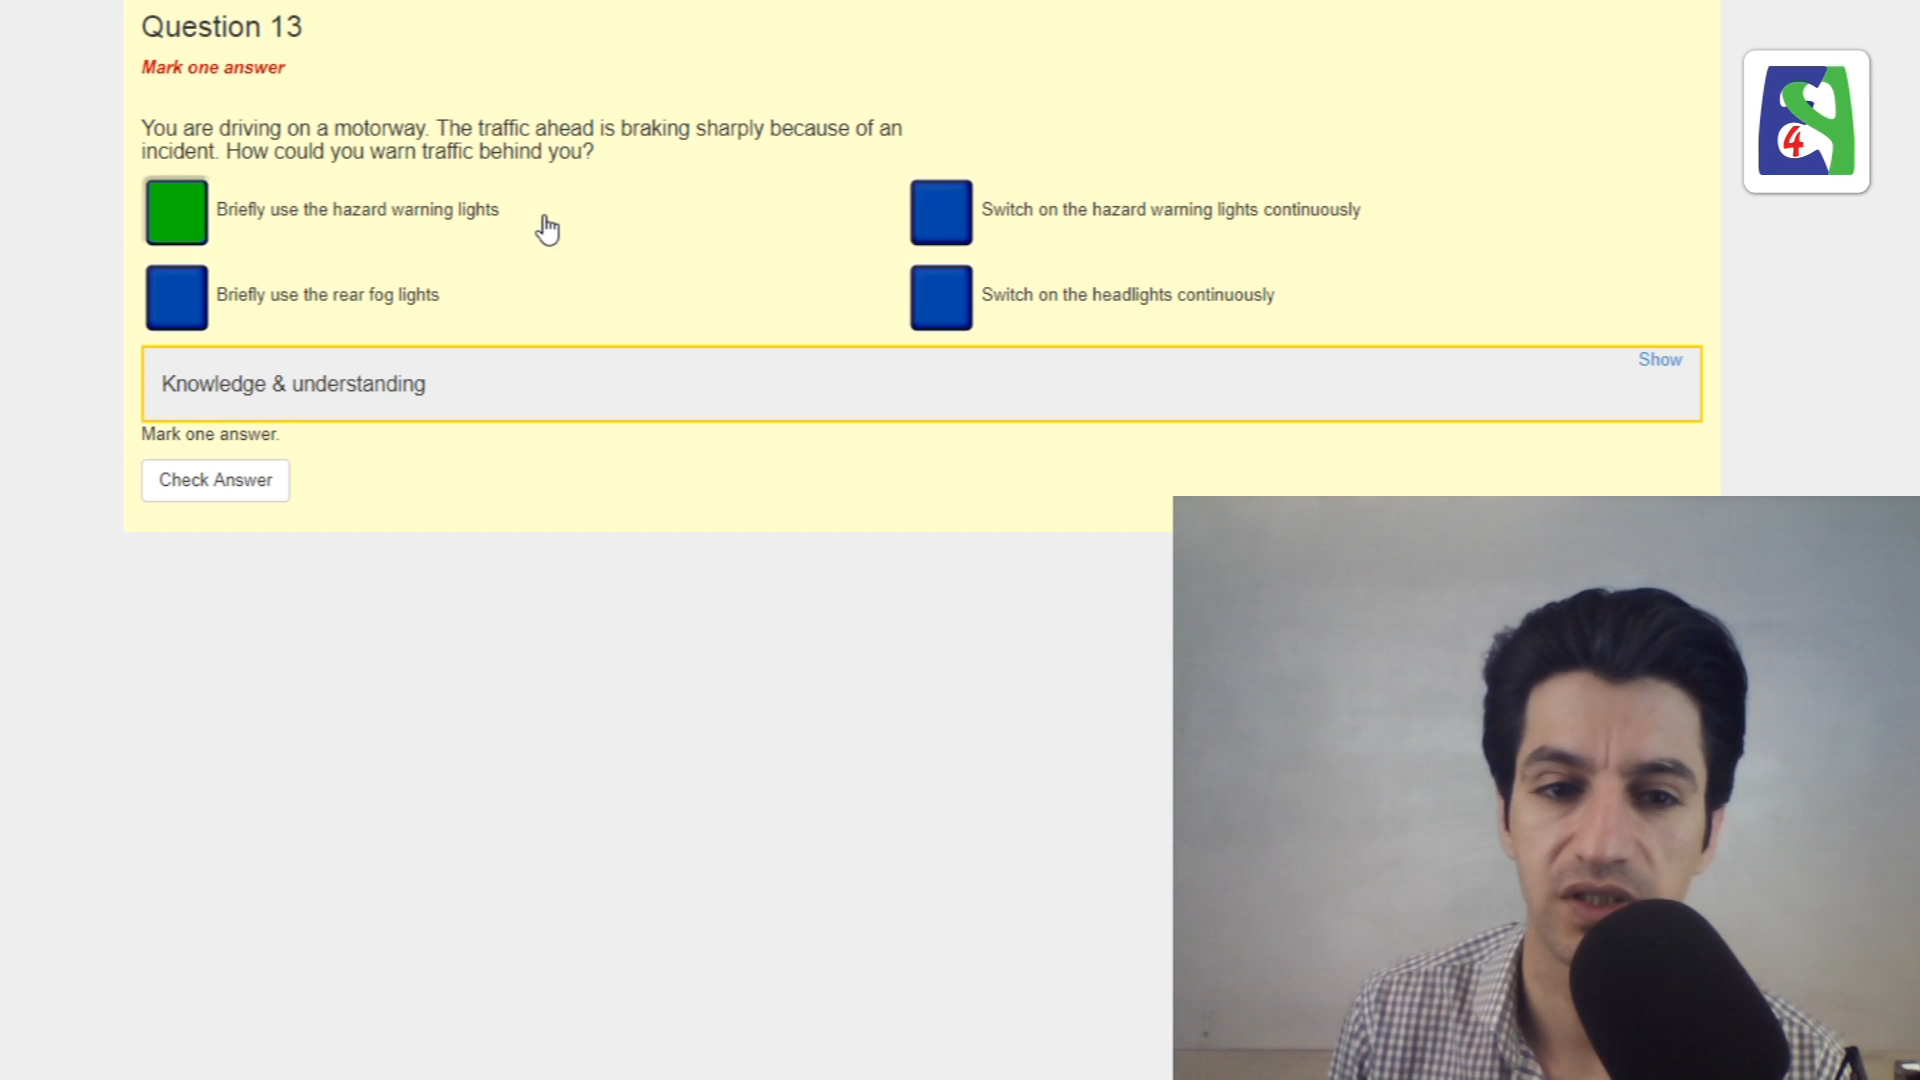 Question 13
Mark one answer
You are driving on a motorway. The traffic ahead is braking sharply because of an
incident. How could you warn traffic behind you?
Briefly use the hazard warning lights
Switch on the hazard warning lights continuously
Briefly use the rear fog lights
Switch on the headlights continuously
Show
Knowledge & understanding
Mark one answer.
Check Answer
4